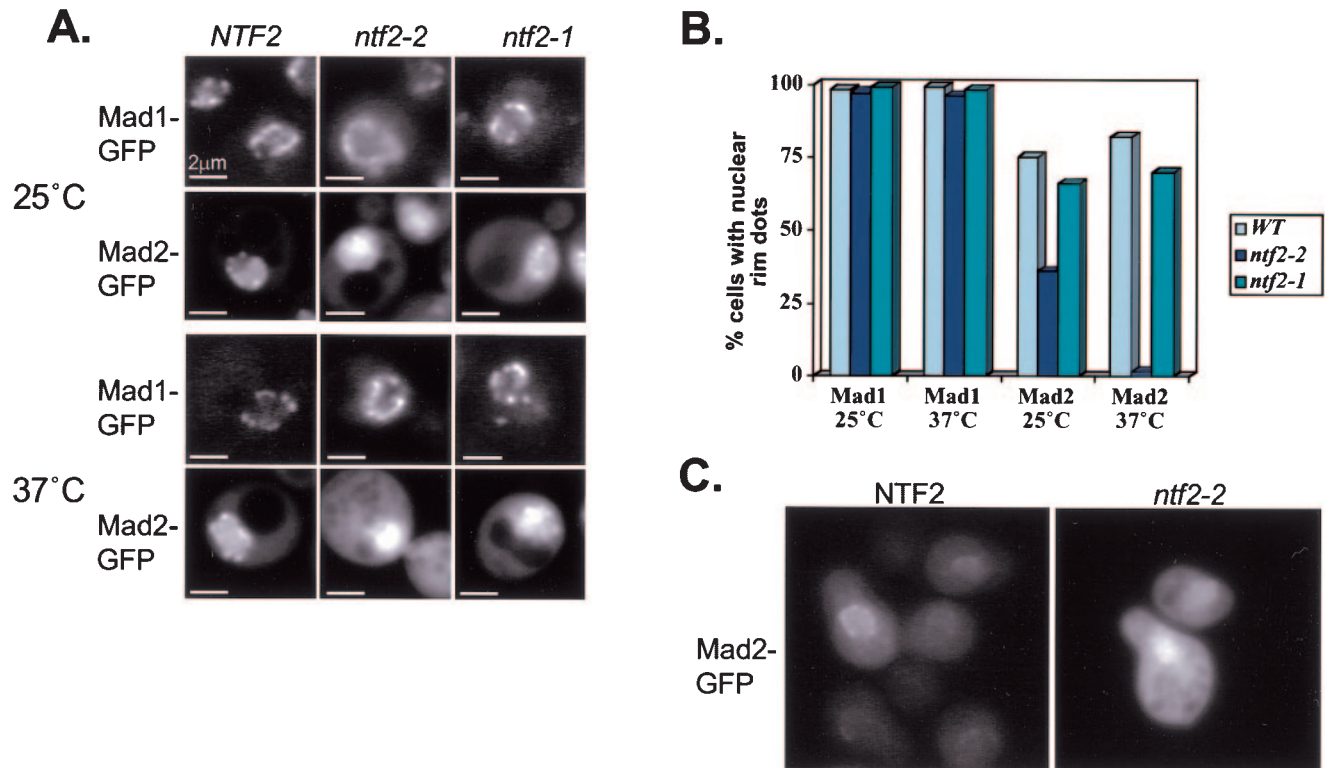 A.
NTF2 ntf2-2 ntf2-1
25°C
Mad1-
GFP
2μm
Mad2-
GFP
37°C
Mad1-
GFP
Mad2-
GFP
B.
% cells with nuclear
rim dots
100
75
50
25
0
Mad1 Mad1 Mad2 Mad2
25°C 37°C 25°C 37°C
WT
ntf2-2
ntf2-1
C.
NTF2 ntf2-2
Mad2-
GFP